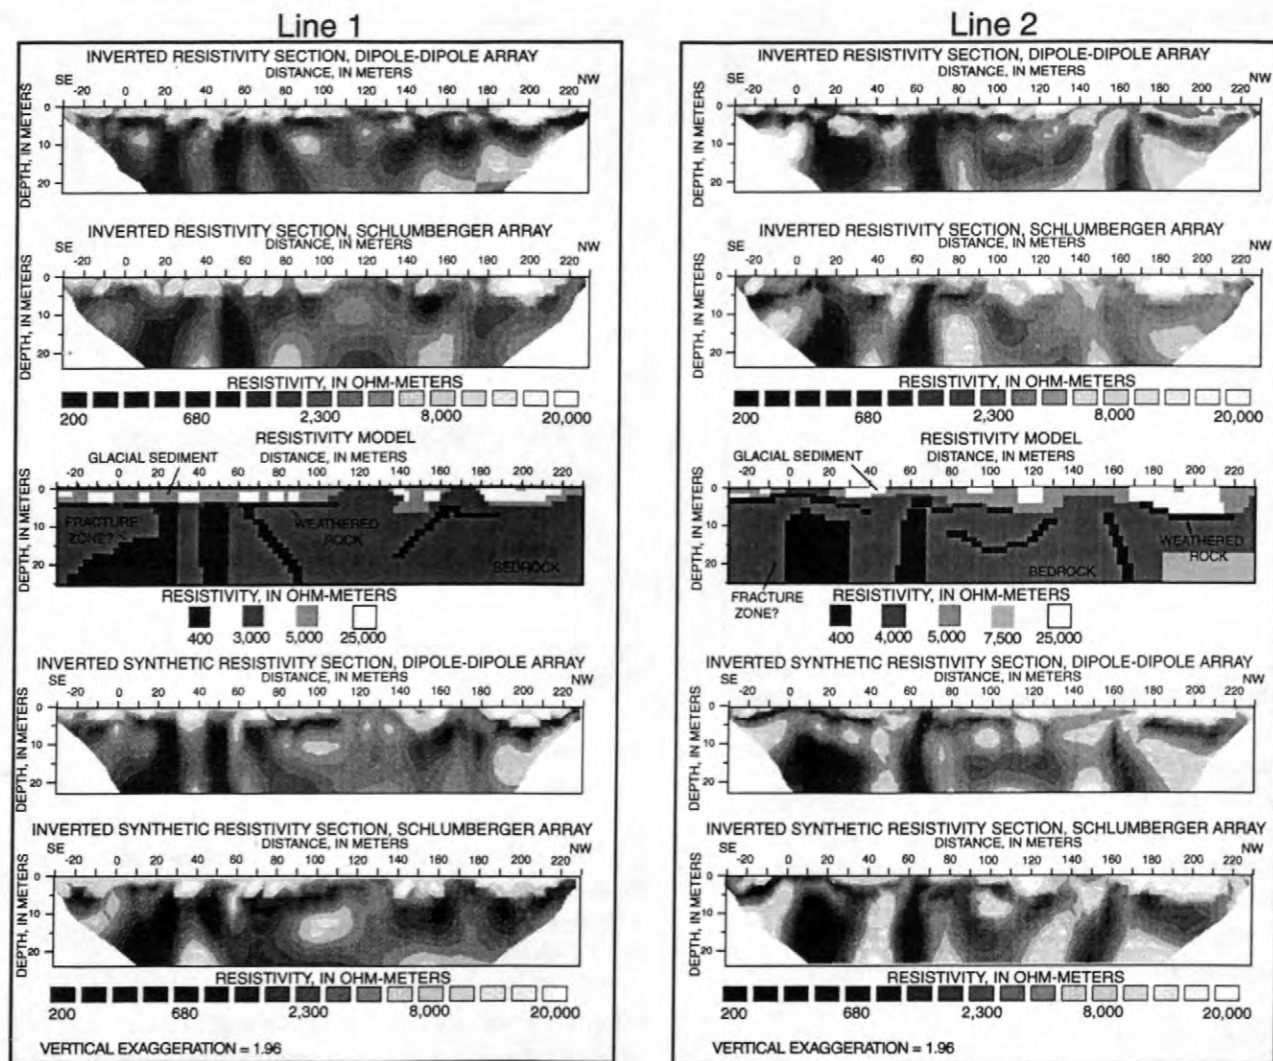 Line 1
INVERTED RESISTIVITY SECTION, DIPOLE-DIPOLE ARRAY
DISTANCE, IN METERS
SE NW
-20 0 20 40 60 80 100 120 140 160 180 200 220
DEPTH, IN METERS
0
10
20
INVERTED RESISTIVITY SECTION, SCHLUMBERGER ARRAY
DISTANCE, IN METERS
SE NW
-20 0 20 40 60 80 100 120 140 160 180 200 220
DEPTH, IN METERS
0
10
20
RESISTIVITY, IN OHM-METERS
200 680 2,300 8,000 20,000
RESISTIVITY MODEL
GLACIAL SEDIMENT
DISTANCE, IN METERS
-20 0 20 40 60 80 100 120 140 160 180 200 220
DEPTH, IN METERS
0
10
20
FRACTURE
ZONE?
WEATHERED
ROCK
BEDROCK
RESISTIVITY, IN OHM-METERS
400 3,000 5,000 25,000
INVERTED SYNTHETIC RESISTIVITY SECTION, DIPOLE-DIPOLE ARRAY
DISTANCE, IN METERS
SE NW
-20 0 20 40 60 80 100 120 140 160 180 200 220
DEPTH, IN METERS
0
10
20
INVERTED SYNTHETIC RESISTIVITY SECTION, SCHLUMBERGER ARRAY
DISTANCE, IN METERS
SE NW
-20 0 20 40 60 80 100 120 140 160 180 200 220
DEPTH, IN METERS
0
10
20
RESISTIVITY, IN OHM-METERS
200 680 2,300 8,000 20,000
VERTICAL EXAGGERATION = 1.96
Line 2
INVERTED RESISTIVITY SECTION, DIPOLE-DIPOLE ARRAY
DISTANCE, IN METERS
SE NW
-20 0 20 40 60 80 100 120 140 160 180 200 220
DEPTH, IN METERS
0
10
20
INVERTED RESISTIVITY SECTION, SCHLUMBERGER ARRAY
DISTANCE, IN METERS
SE NW
-20 0 20 40 60 80 100 120 140 160 180 200 220
DEPTH, IN METERS
0
10
20
RESISTIVITY, IN OHM-METERS
200 680 2,300 8,000 20,000
RESISTIVITY MODEL
GLACIAL SEDIMENT
DISTANCE, IN METERS
-20 0 20 40 60 80 100 120 140 160 180 200 220
DEPTH, IN METERS
0
10
20
WEATHERED
ROCK
BEDROCK
FRACTURE
ZONE?
RESISTIVITY, IN OHM-METERS
400 4,000 5,000 7,500 25,000
INVERTED SYNTHETIC RESISTIVITY SECTION, DIPOLE-DIPOLE ARRAY
DISTANCE, IN METERS
SE NW
-20 0 20 40 60 80 100 120 140 160 180 200 220
DEPTH, IN METERS
0
10
20
INVERTED SYNTHETIC RESISTIVITY SECTION, SCHLUMBERGER ARRAY
DISTANCE, IN METERS
SE NW
-20 0 20 40 60 80 100 120 140 160 180 200 220
DEPTH, IN METERS
0
10
20
RESISTIVITY, IN OHM-METERS
200 680 2,300 8,000 20,000
VERTICAL EXAGGERATION = 1.96